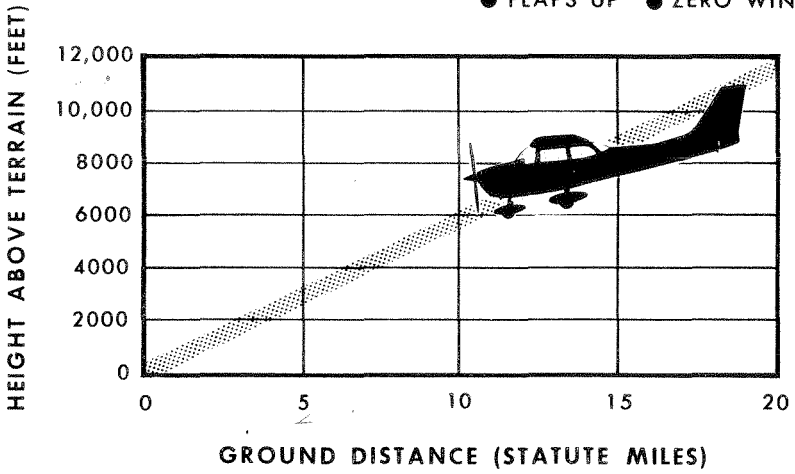 ● FLAPS UP ● ZERO WIN
HEIGHT ABOVE TERRAIN (FEET)
12,000
10,000
8000
6000
4000
2000
0
0 5 10 15 20
GROUND DISTANCE (STATUTE MILES)